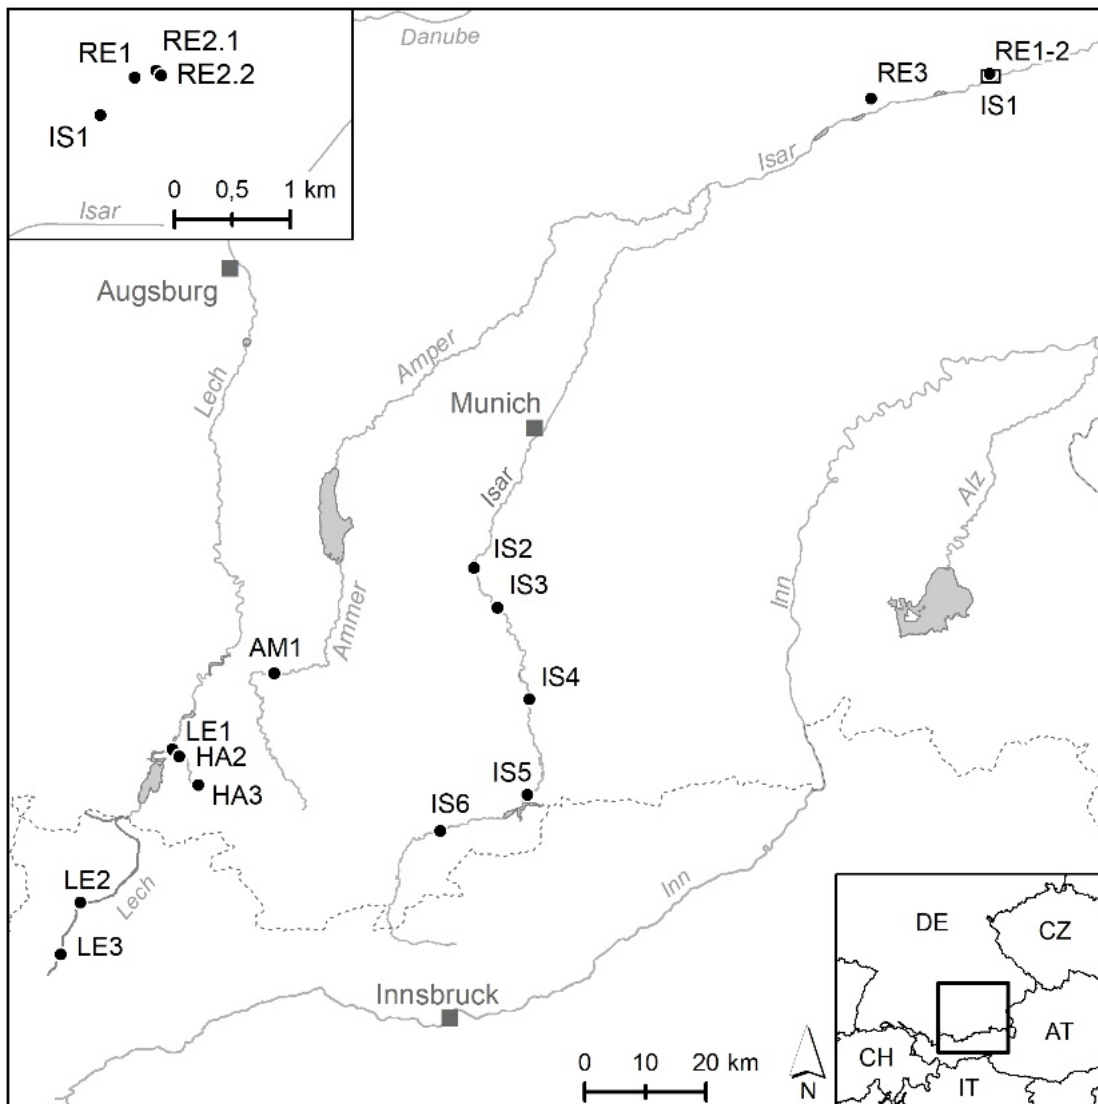 Danube
RE2.1
RE1
RE2.2
IS1
0 0,5 1 km
Isar
RE1-2
RE3
IS1
Isar
Augsburg
Amper
Lech
Munich
Isar
Alz
IS2
IS3
Inn
Ammer
AM1
IS4
LE1
HA2
HA3
IS5
IS6
LE2
Lech
Inn
LE3
Innsbruck
DE
CZ
AT
CH
IT
0 10 20 km
N